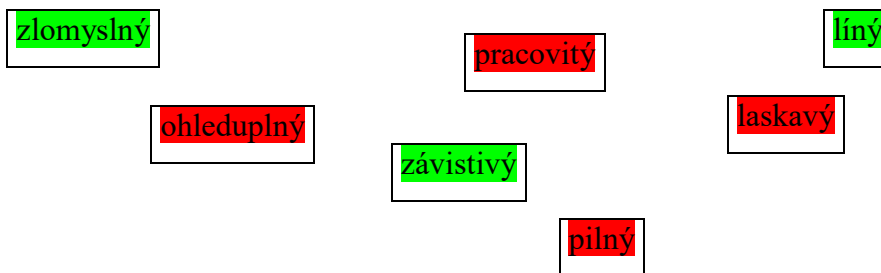 zlomyslný
líný
pracovitý
laskavý
ohleduplný
závistivý
pilný